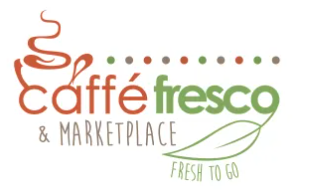 caffé fresco
& MARKETPLACE
FRESH TO GO